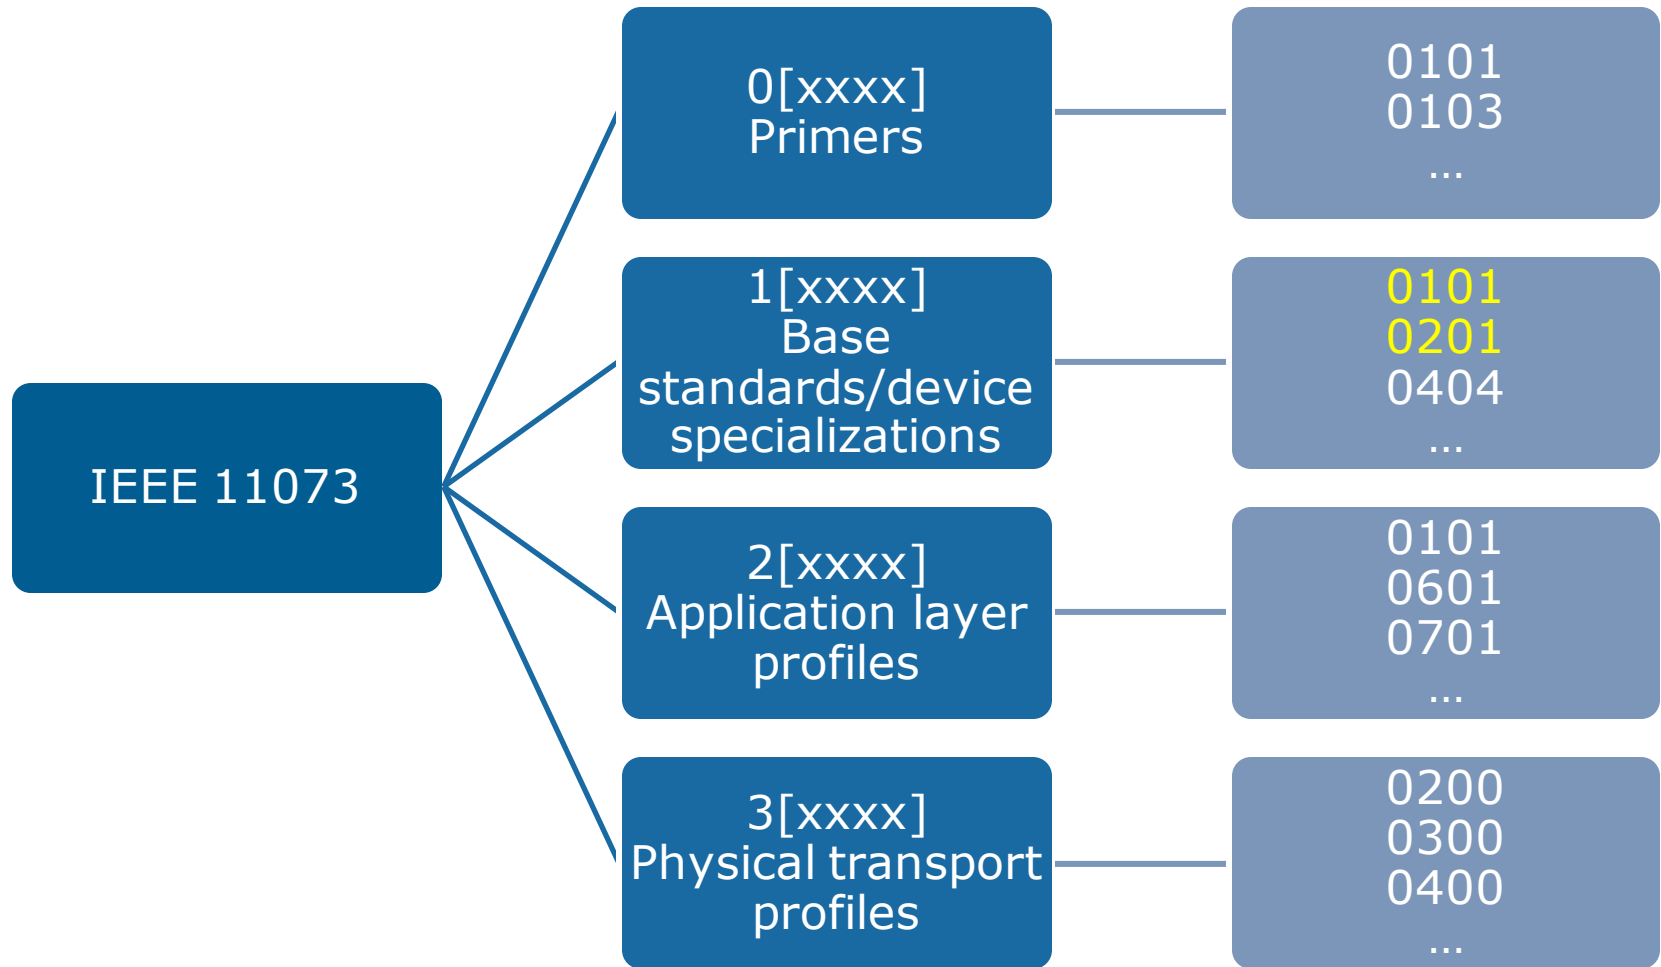 IEEE 11073
0[xxxx]
Primers
0101
0103
...
1[xxxx]
Base
standards/device
specializations
0101
0201
0404
...
2[xxxx]
Application layer
profiles
0101
0601
0701
...
3[xxxx]
Physical transport
profiles
0200
0300
0400
...